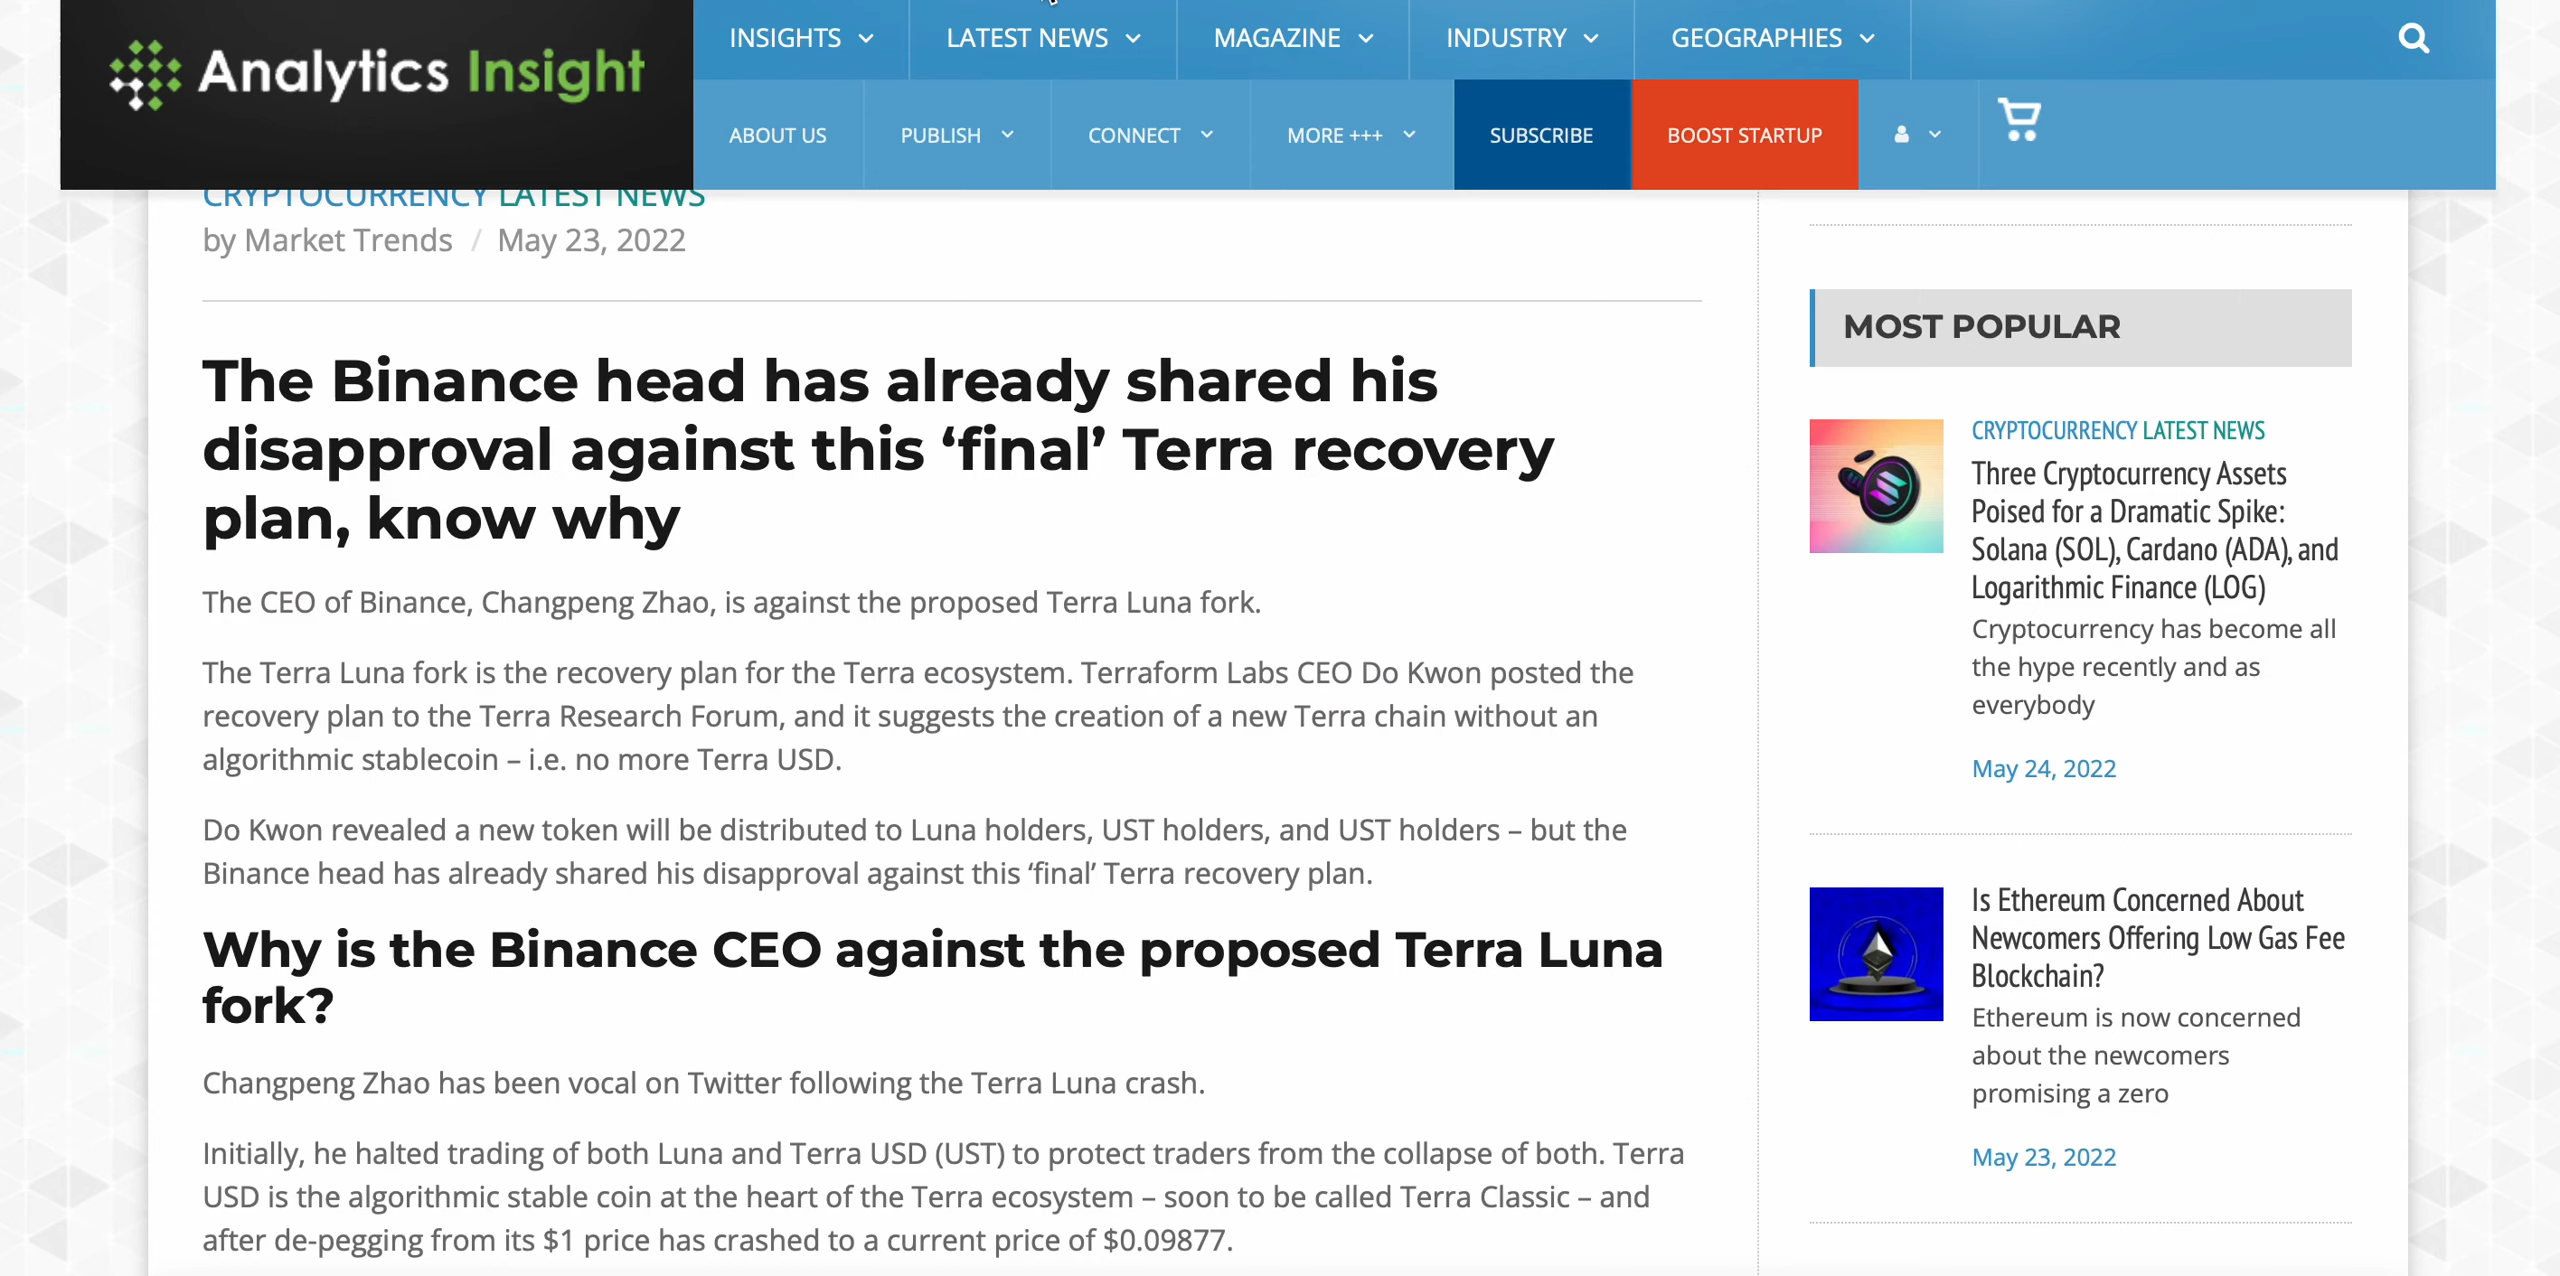 Analytics Insight
INSIGHTS
LATEST NEWS
MAGAZINE
INDUSTRY
GEOGRAPHIES
ABOUT US
PUBLISH
CONNECT
MORE +++
SUBSCRIBE
BOOST STARTUP
CRYPTOCURRENCY LATEST NEWS
by Market Trends / May 23, 2022
The Binance head has already shared his
disapproval against this ‘final’ Terra recovery
plan, know why
The CEO of Binance, Changpeng Zhao, is against the proposed Terra Luna fork.
The Terra Luna fork is the recovery plan for the Terra ecosystem. Terraform Labs CEO Do Kwon posted the
recovery plan to the Terra Research Forum, and it suggests the creation of a new Terra chain without an
algorithmic stablecoin – i.e. no more Terra USD.
Do Kwon revealed a new token will be distributed to Luna holders, UST holders, and UST holders – but the
Binance head has already shared his disapproval against this ‘final’ Terra recovery plan.
Why is the Binance CEO against the proposed Terra Luna
fork?
Changpeng Zhao has been vocal on Twitter following the Terra Luna crash.
Initially, he halted trading of both Luna and Terra USD (UST) to protect traders from the collapse of both. Terra
USD is the algorithmic stable coin at the heart of the Terra ecosystem – soon to be called Terra Classic – and
after de-pegging from its $1 price has crashed to a current price of $0.09877.
MOST POPULAR
CRYPTOCURRENCY LATEST NEWS
Three Cryptocurrency Assets
Poised for a Dramatic Spike:
Solana (SOL), Cardano (ADA), and
Logarithmic Finance (LOG)
Cryptocurrency has become all
the hype recently and as
everybody
May 24, 2022
Is Ethereum Concerned About
Newcomers Offering Low Gas Fee
Blockchain?
Ethereum is now concerned
about the newcomers
promising a zero
May 23, 2022